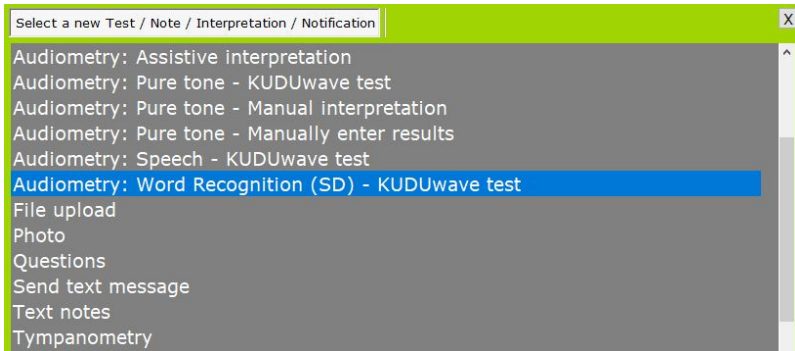 Select a new Test / Note / Interpretation / Notification
X
Audiometry: Assistive interpretation
Audiometry: Pure tone - KUDUwave test
Audiometry: Pure tone - Manual interpretation
Audiometry: Pure tone - Manually enter results
Audiometry: Speech - KUDUwave test
Audiometry: Word Recognition (SD) - KUDUwave test
File upload
Photo
Questions
Send text message
Text notes
Tympanometry